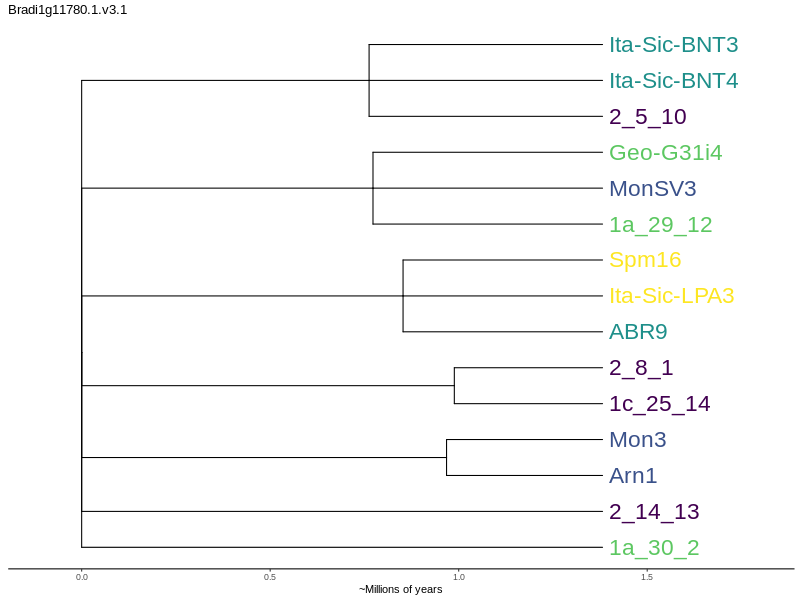 Bradi1g11780.1.v3.1
Ita-Sic-BNT3
Ita-Sic-BNT4
2_5_10
Geo-G31i4
MonSV3
1a_29_12
Spm16
Ita-Sic-LPA3
ABR9
2_8_1
1c_25_14
Mon3
Arn1
2_14_13
1a_30_2
0.0 0.5 1.0 1.5
~Millions of years